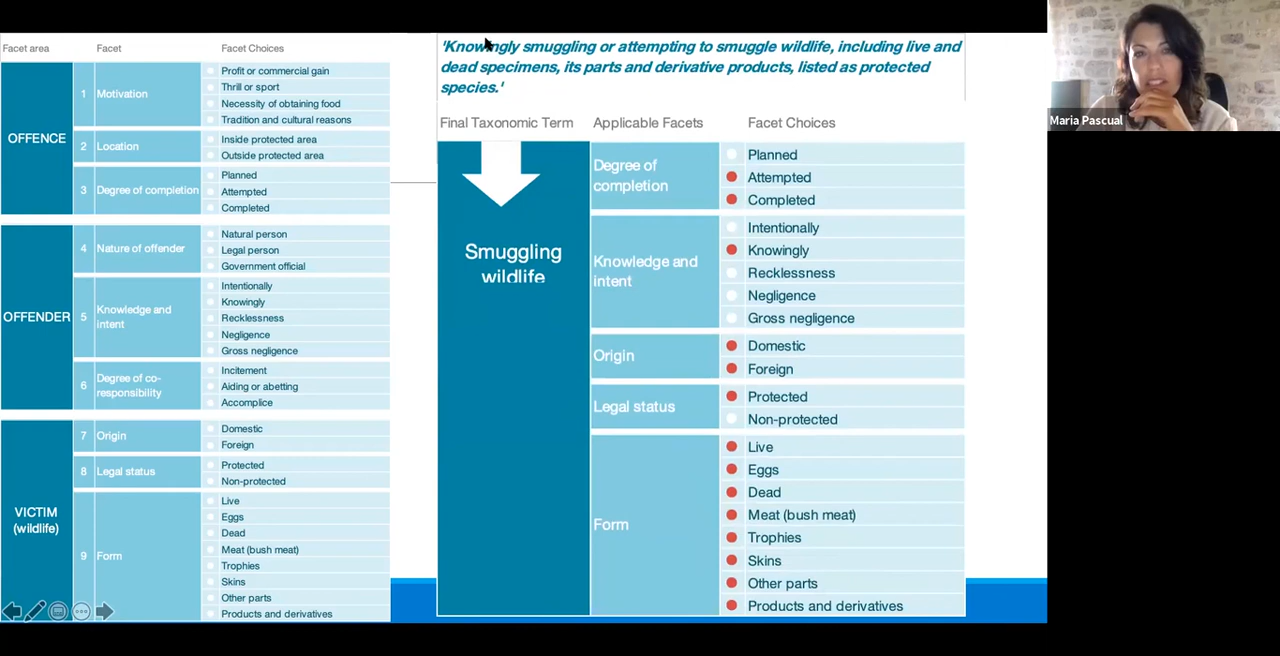 Facet area Facet Facet Choices
OFFENCE
1 Motivation
Profit or commercial gain
Thrill or sport
Necessity of obtaining food
Tradition and cultural reasons
2 Location
Inside protected area
Outside protected area
3 Degree of completion
Planned
Attempted
Completed
OFFENDER
4 Nature of offender
Natural person
Legal person
Government official
5 Knowledge and
intent
Intentionally
Knowingly
Recklessness
Negligence
Gross negligence
6 Degree of co-
responsibility
Incitement
Aiding or abetting
Accomplice
VICTIM
(wildlife)
7 Origin
Domestic
Foreign
8 Legal status
Protected
Non-protected
9 Form
Live
Eggs
Dead
Meat (bush meat)
Trophies
Skins
Other parts
Products and derivatives
'Knowingly smuggling or attempting to smuggle wildlife, including live and
dead specimens, its parts and derivative products, listed as protected
species.'
Final Taxonomic Term Applicable Facets Facet Choices
Smuggling
wildlife
Degree of
completion
Planned
Attempted
Completed
Knowledge and
intent
Intentionally
Knowingly
Recklessness
Negligence
Gross negligence
Origin
Domestic
Foreign
Legal status
Protected
Non-protected
Form
Live
Eggs
Dead
Meat (bush meat)
Trophies
Skins
Other parts
Products and derivatives
Maria Pascual